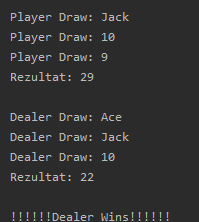 Player Draw: Jack
Player Draw: 10
Player Draw: 9
Rezultat: 29
Dealer Draw: Ace
Dealer Draw: Jack
Dealer Draw: 10
Rezultat: 22
!!!!!!Dealer Wins!!!!!!